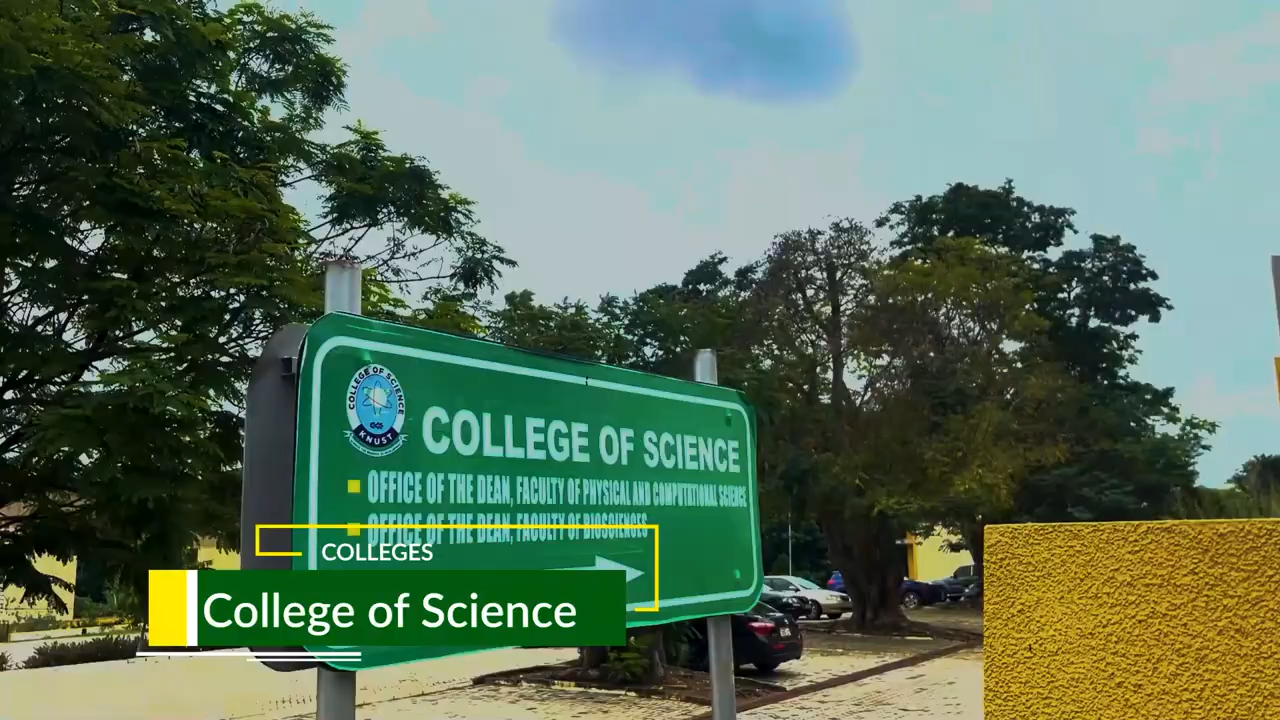 COLLEGE OF SCIENCE
KNUST
COLLEGE OF SCIENCE
OFFICE OF THE DEAN, FACULTY OF PHYSICAL AND COMPUTATIONAL SCIENCE
OFFICE OF THE DEAN, FACULTY OF BIOSCIENCES
COLLEGES
College of Science